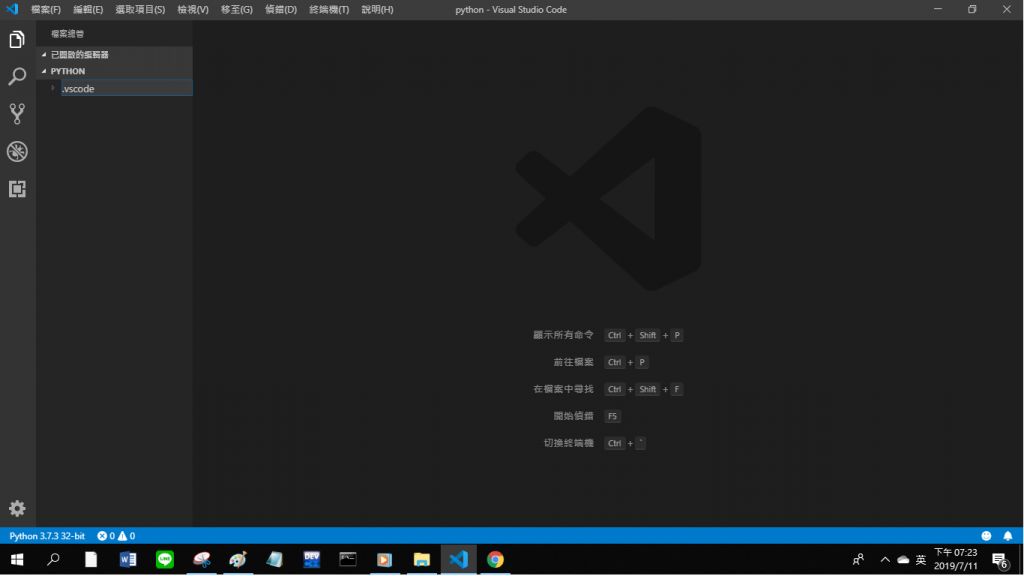 檔案(F) 編輯(E) 選取項目(S) 檢視(V) 移至(G) 偵錯(D) 終端機(T) 說明(H) python - Visual Studio Code
檔案總管
已開啟的編輯器
PYTHON
.vscode
顯示所有命令 Ctrl + Shift + P
前往檔案 Ctrl + P
在檔案中尋找 Ctrl + Shift + F
開始偵錯 F5
切換終端機 Ctrl + `
Python 3.7.3 32-bit 0 0
LINE
DEV
英 下午 07:23
2019/7/11
6